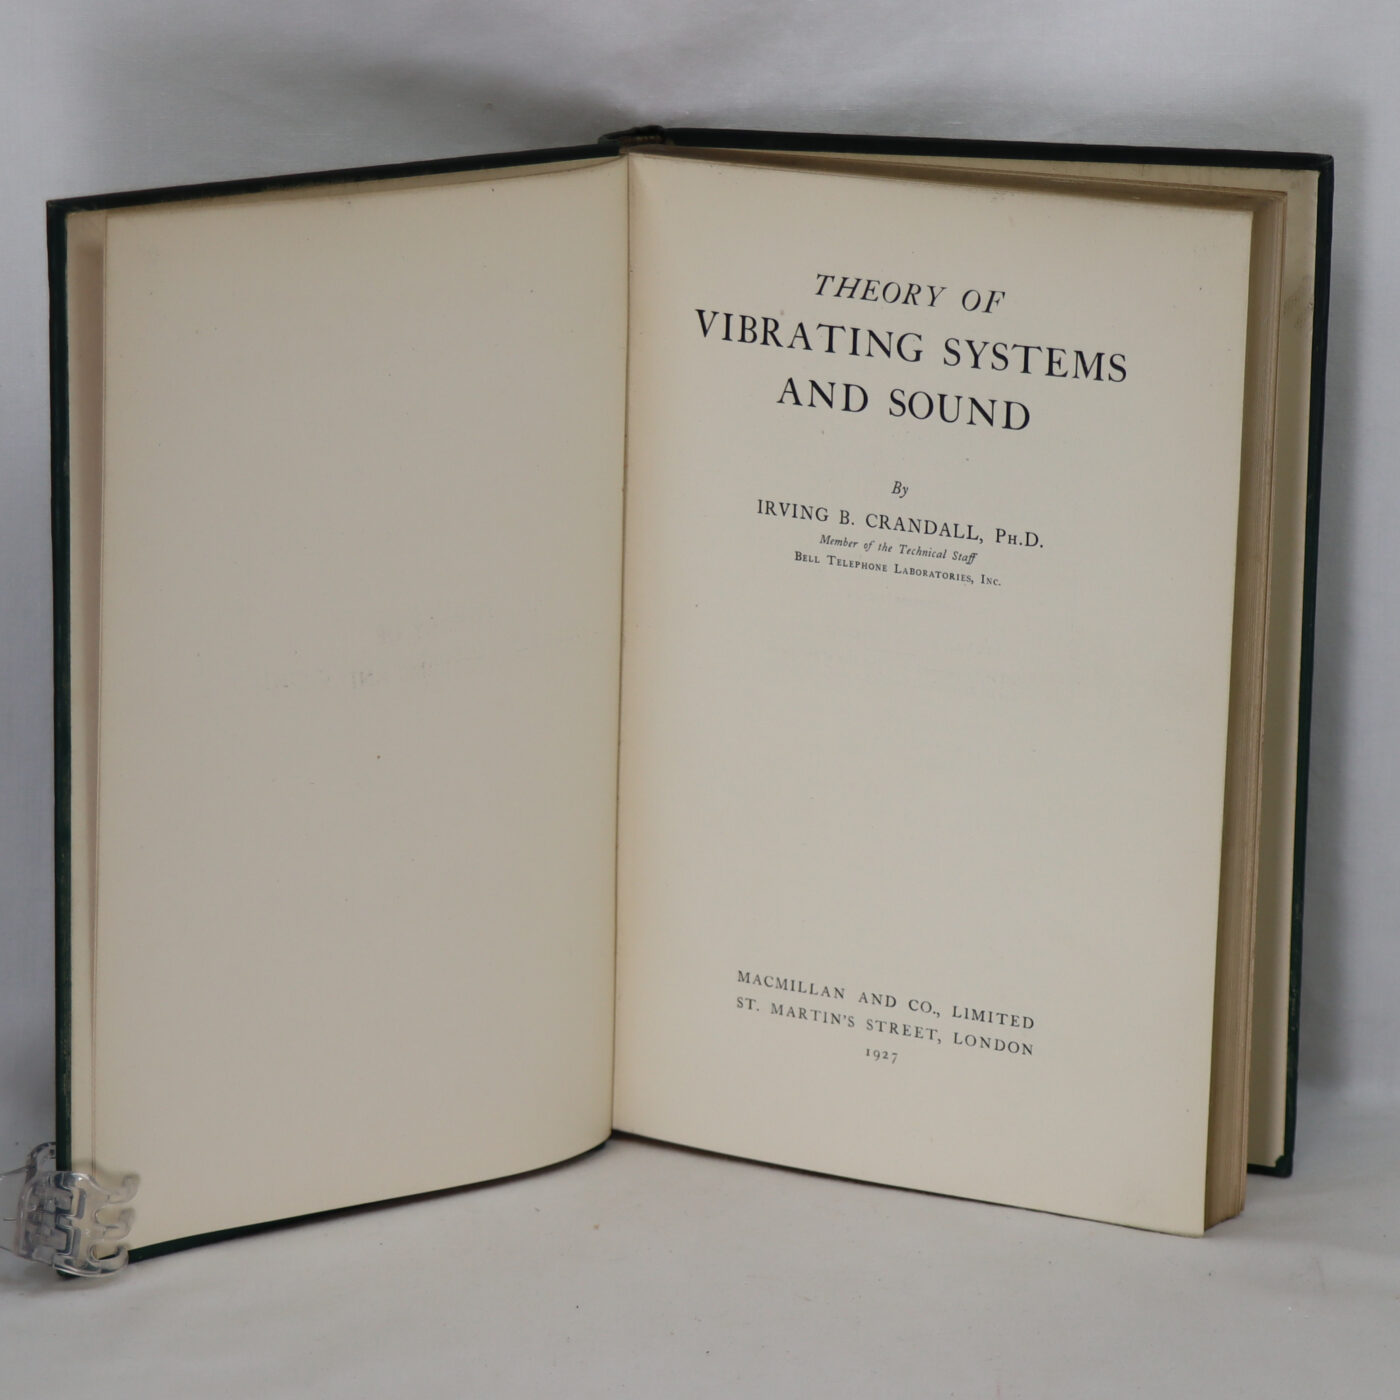 THEORY OF
VIBRATING SYSTEMS
AND SOUND
By
IRVING B. CRANDALL, PH.D.
Member of the Technical Staff
BELL TELEPHONE LABORATORIES, INC.
MACMILLAN AND CO., LIMITED
ST. MARTIN'S STREET, LONDON
1927